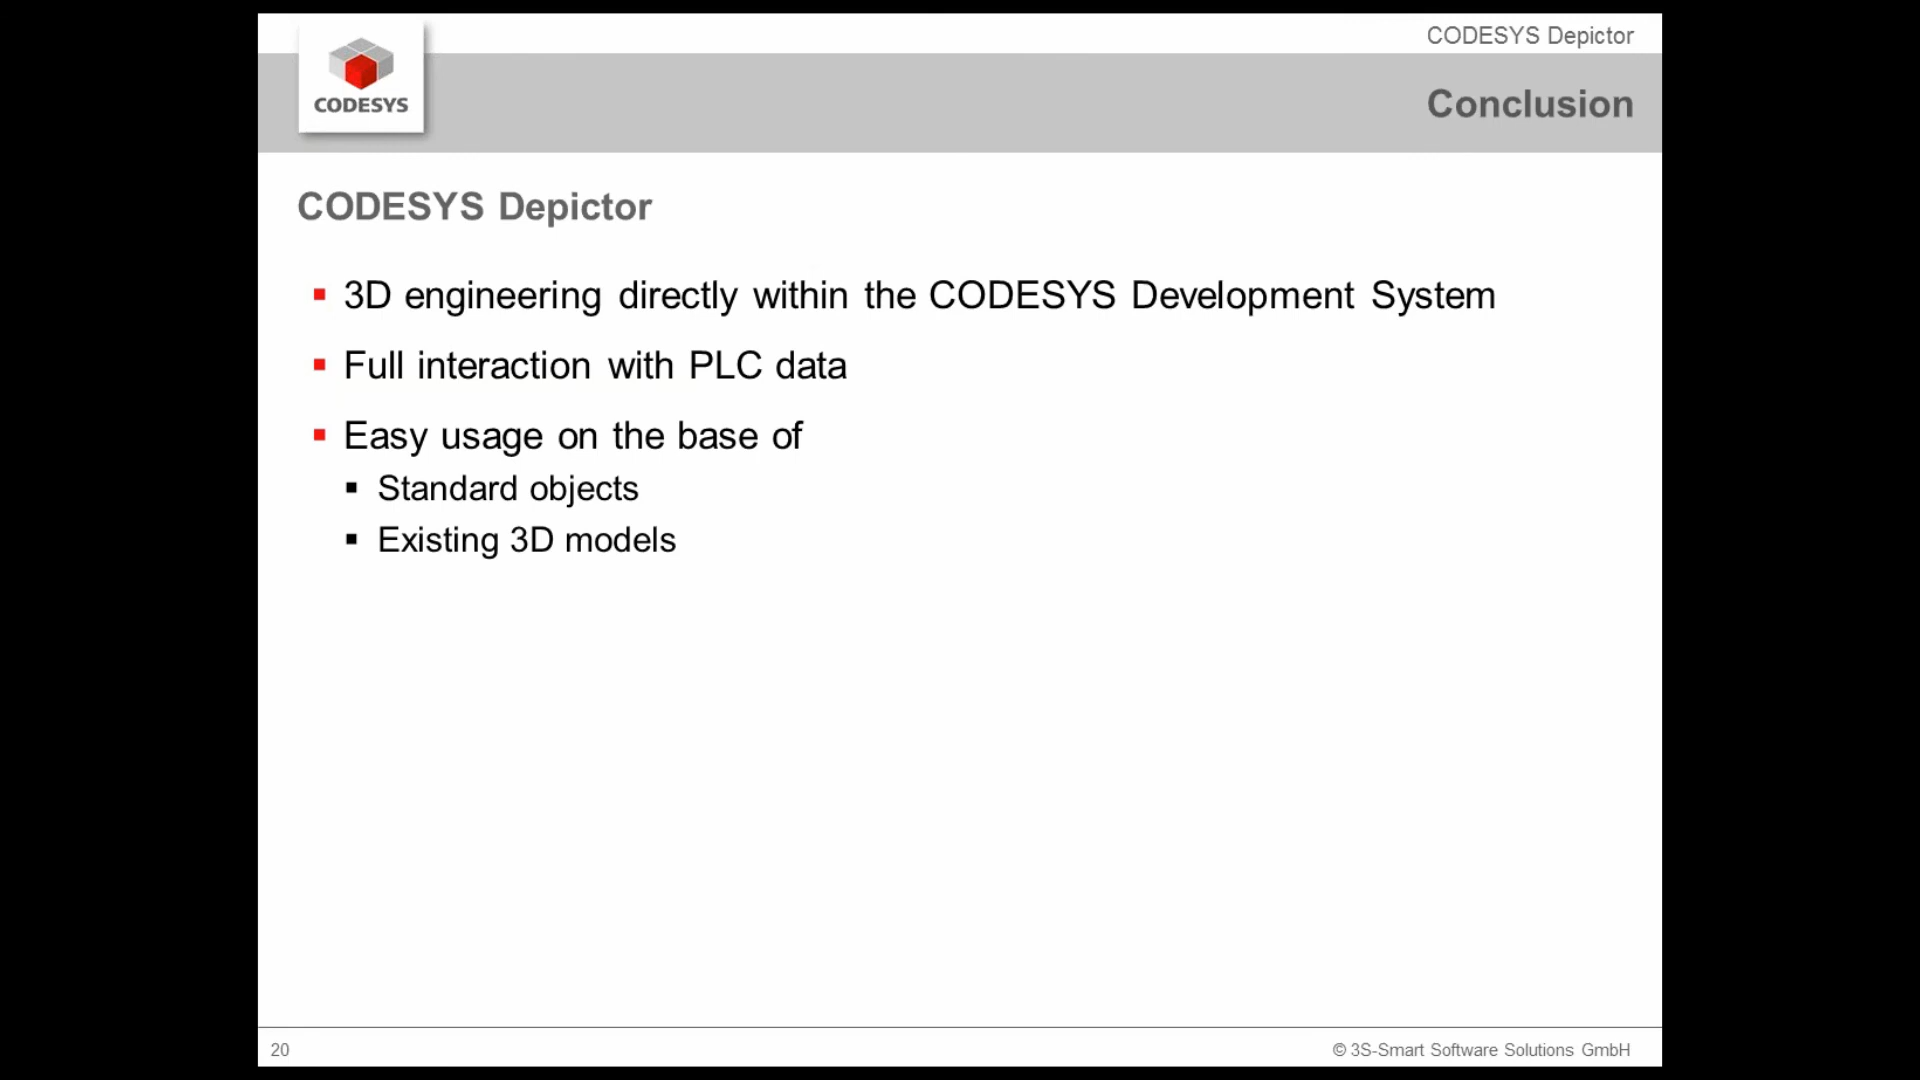 CODESYS Depictor
CODESYS
Conclusion
CODESYS Depictor
3D engineering directly within the CODESYS Development System
Full interaction with PLC data
Easy usage on the base of
Standard objects
Existing 3D models
20
© 3S-Smart Software Solutions GmbH